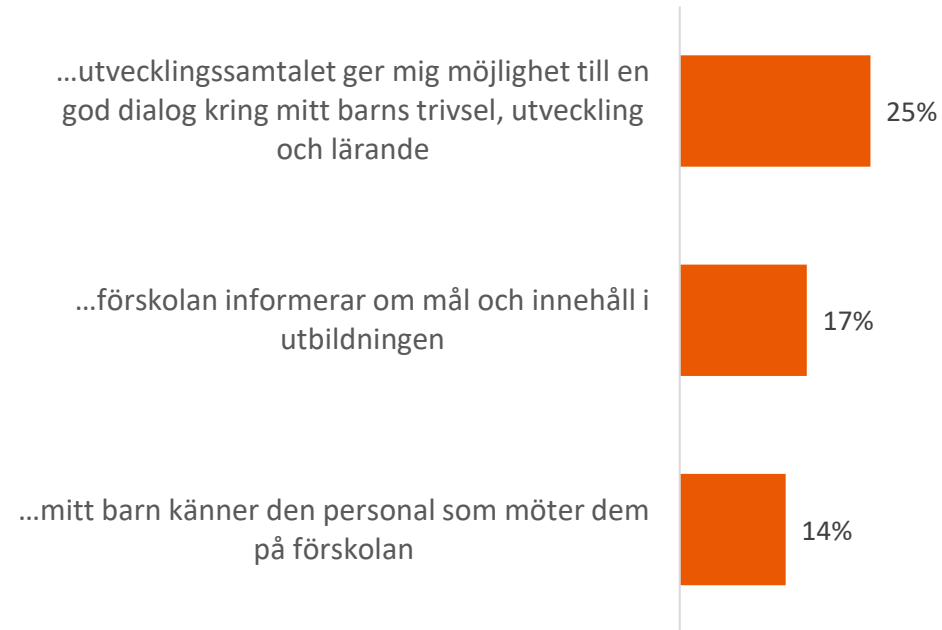 ...utvecklingssamtalet ger mig möjlighet till en
god dialog kring mitt barns trivsel, utveckling
och lärande
25%
...förskolan informerar om mål och innehåll i
utbildningen
17%
...mitt barn känner den personal som möter dem
på förskolan
14%